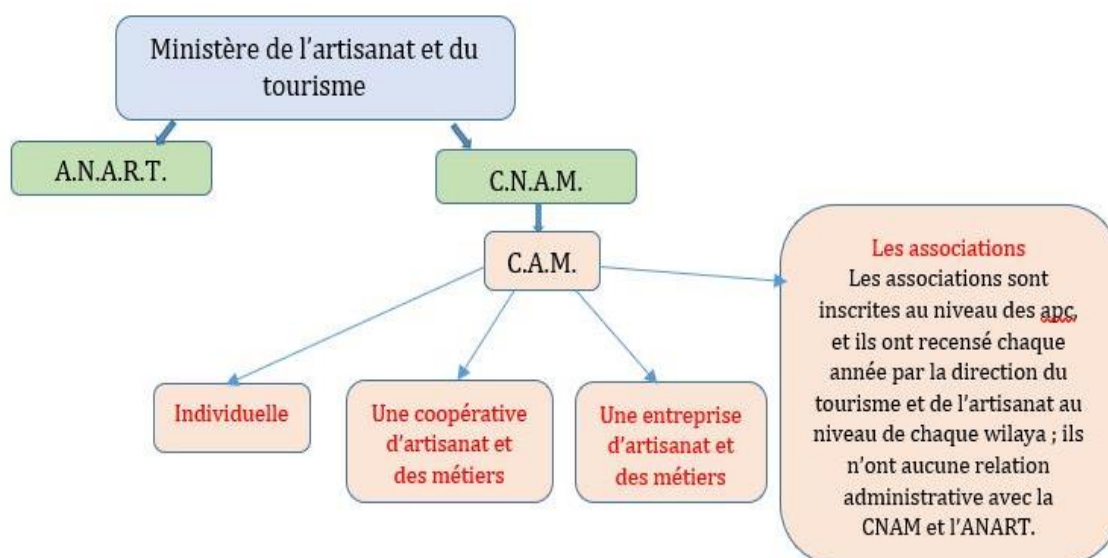 Ministère de l’artisanat et du
tourisme
A.N.A.R.T.
C.N.A.M.
C.A.M.
Individuelle
Une coopérative
d’artisanat et
des métiers
Une entreprise
d’artisanat et
des métiers
Les associations
Les associations sont
inscrites au niveau des apc,
et ils ont recensé chaque
année par la direction du
tourisme et de l’artisanat au
niveau de chaque wilaya ; ils
n’ont aucune relation
administrative avec la
CNAM et l’ANART.